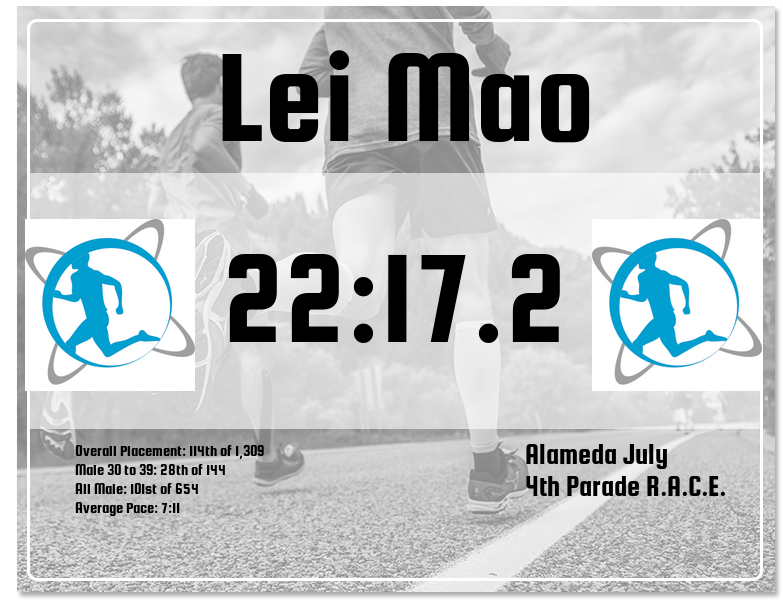 Lei Mao
22:17.2
Overall Placement: 114th of 1,309
Male 30 to 39: 28th of 144
All Male: 101st of 654
Average Pace: 7:11
Alameda July
4th Parade R.A.C.E.